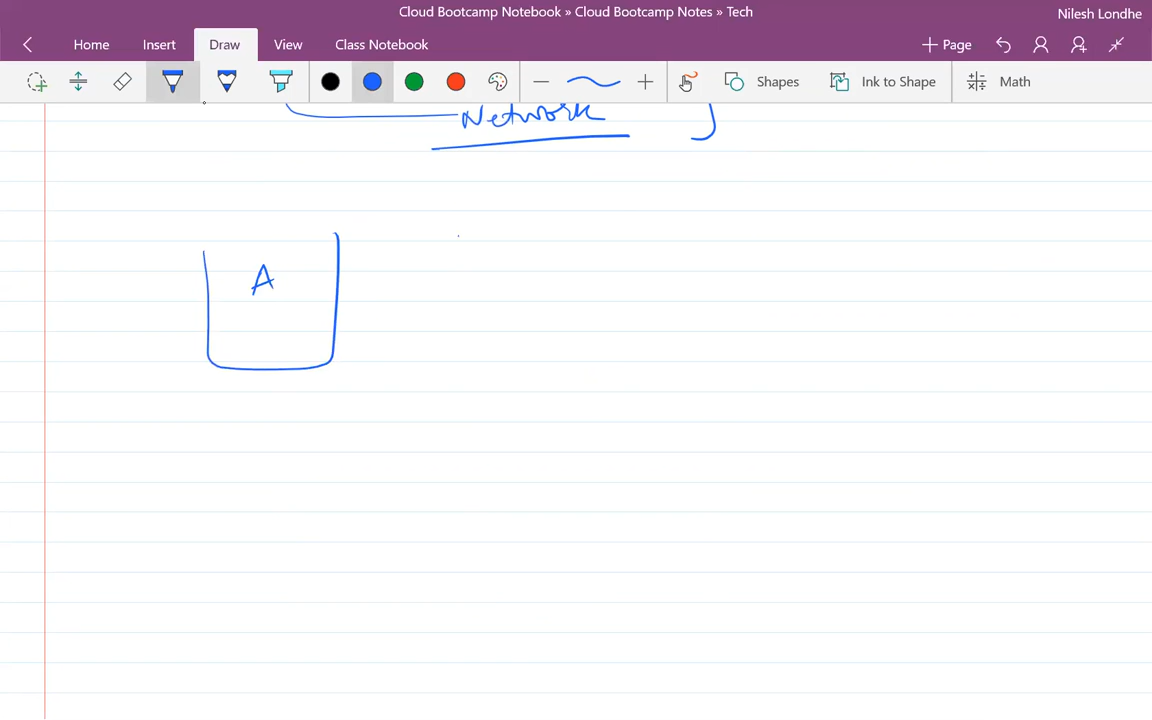 Cloud Bootcamp Notebook » Cloud Bootcamp Notes » Tech
Nilesh Londhe
Home Insert Draw View Class Notebook Page
Shapes Ink to Shape Math
Network
A